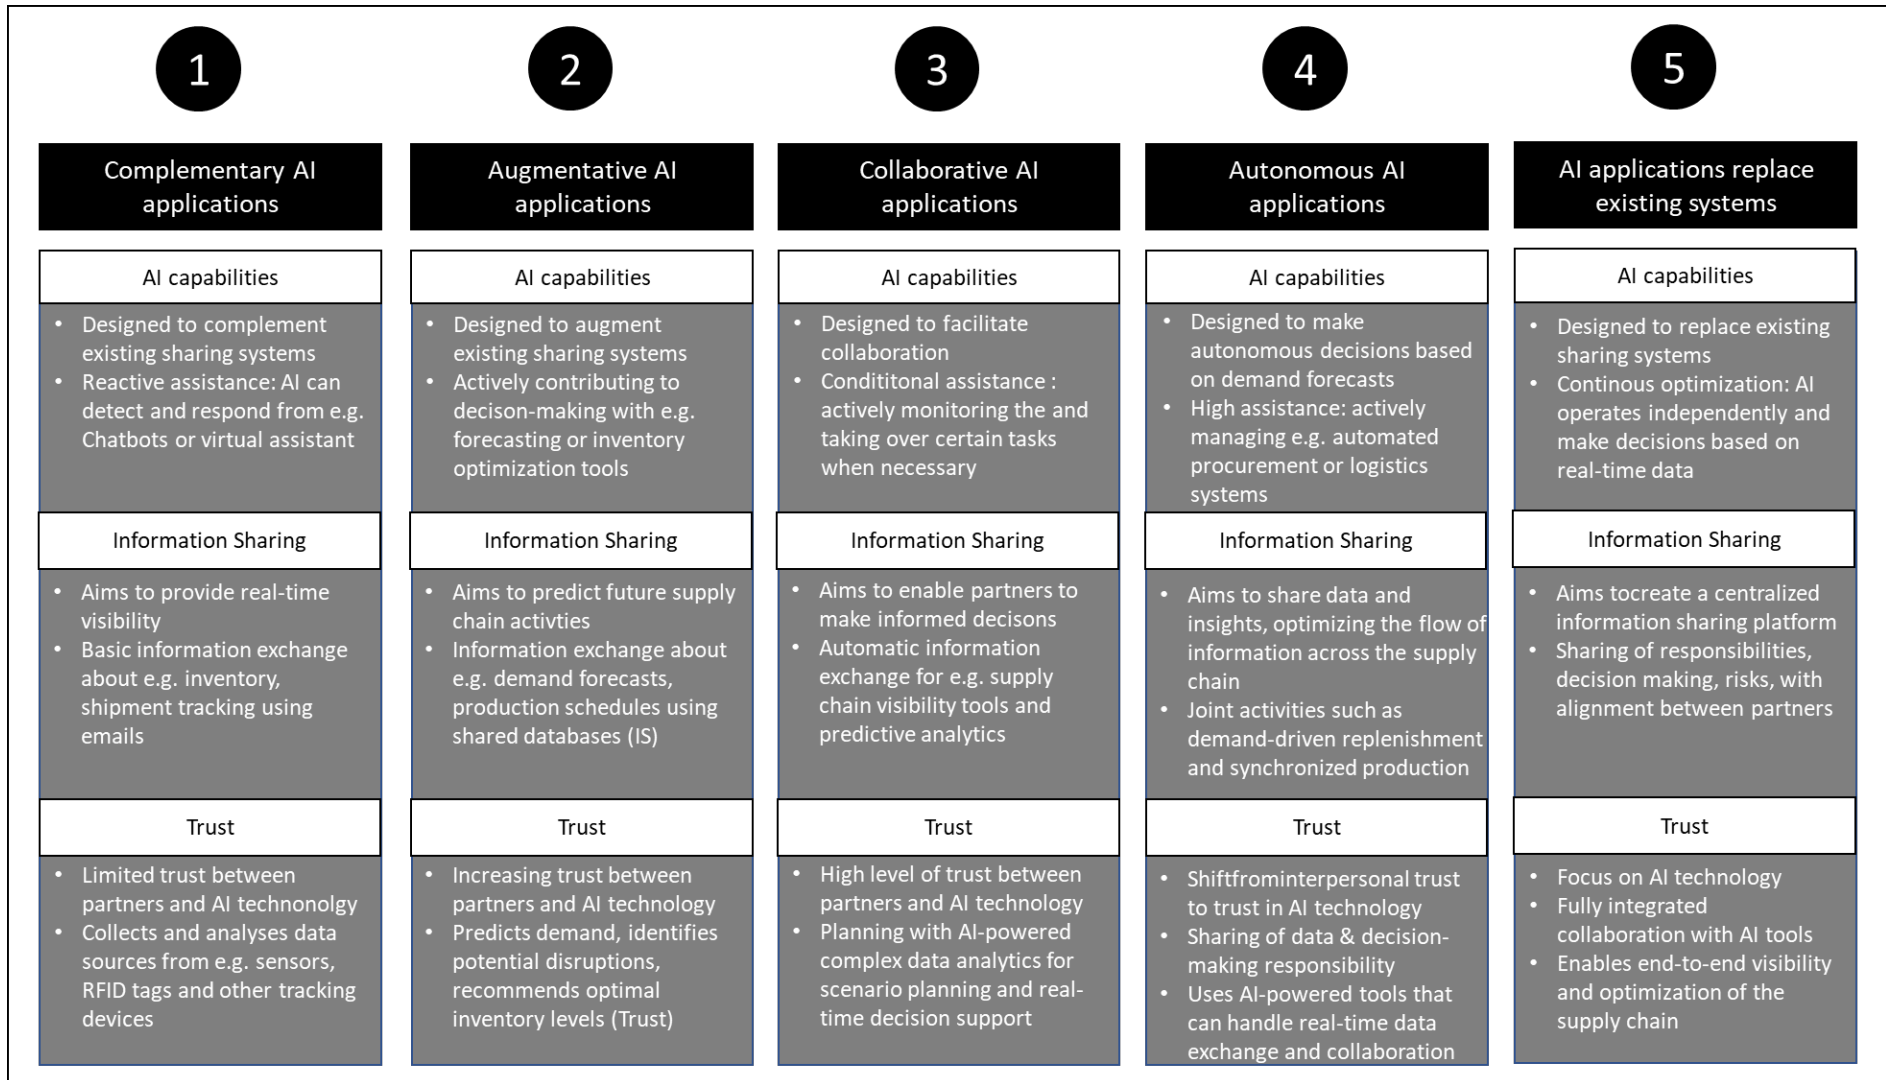 1
Complementary AI
applications
AI capabilities
• Designed to complement
existing sharing systems
• Reactive assistance: AI can
detect and respond from e.g.
Chatbots or virtual assistant
Information Sharing
• Aims to provide real-time
visibility
• Basic information exchange
about e.g. inventory,
shipment tracking using
emails
Trust
• Limited trust between
partners and AI technonolgy
• Collects and analyses data
sources from e.g. sensors,
RFID tags and other tracking
devices
2
Augmentative AI
applications
AI capabilities
• Designed to augment
existing sharing systems
• Actively contributing to
decison-making with e.g.
forecasting or inventory
optimization tools
Information Sharing
• Aims to predict future supply
chain activties
• Information exchange about
e.g. demand forecasts,
production schedules using
shared databases (IS)
Trust
• Increasing trust between
partners and AI technology
• Predicts demand, identifies
potential disruptions,
recommends optimal
inventory levels (Trust)
3
Collaborative AI
applications
AI capabilities
• Designed to facilitate
collaboration
• Condititonal assistance :
actively monitoring the and
taking over certain tasks
when necessary
Information Sharing
• Aims to enable partners to
make informed decisons
• Automatic information
exchange for e.g. supply
chain visibility tools and
predictive analytics
Trust
• High level of trust between
partners and AI technology
• Planning with AI-powered
complex data analytics for
scenario planning and real-
time decision support
4
Autonomous AI
applications
AI capabilities
• Designed to make
autonomous decisions based
on demand forecasts
• High assistance: actively
managing e.g. automated
procurement or logistics
systems
Information Sharing
• Aims to share data and
insights, optimizing the flow of
information across the supply
chain
• Joint activities such as
demand-driven replenishment
and synchronized production
Trust
• Shiftfrominterpersonal trust
to trust in AI technology
• Sharing of data & decision-
making responsibility
• Uses AI-powered tools that
can handle real-time data
exchange and collaboration
5
AI applications replace
existing systems
AI capabilities
• Designed to replace existing
sharing systems
• Continous optimization: AI
operates independently and
make decisions based on
real-time data
Information Sharing
• Aims tocreate a centralized
information sharing platform
• Sharing of responsibilities,
decision making, risks, with
alignment between partners
Trust
• Focus on AI technology
• Fully integrated
collaboration with AI tools
• Enables end-to-end visibility
and optimization of the
supply chain